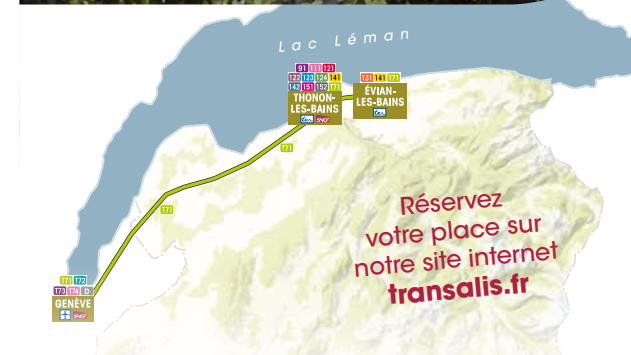 Lac Léman
91 111 121
122 123 124 141
142 151 152 T71
THONON-
LES-BAINS
SNCF
131 141 T71
ÉVIAN-
LES-BAINS
T71
T71
Réservez
votre place sur
notre site internet
transalis.fr
T71 T72
T73 T74 D
GENÈVE
SNCF